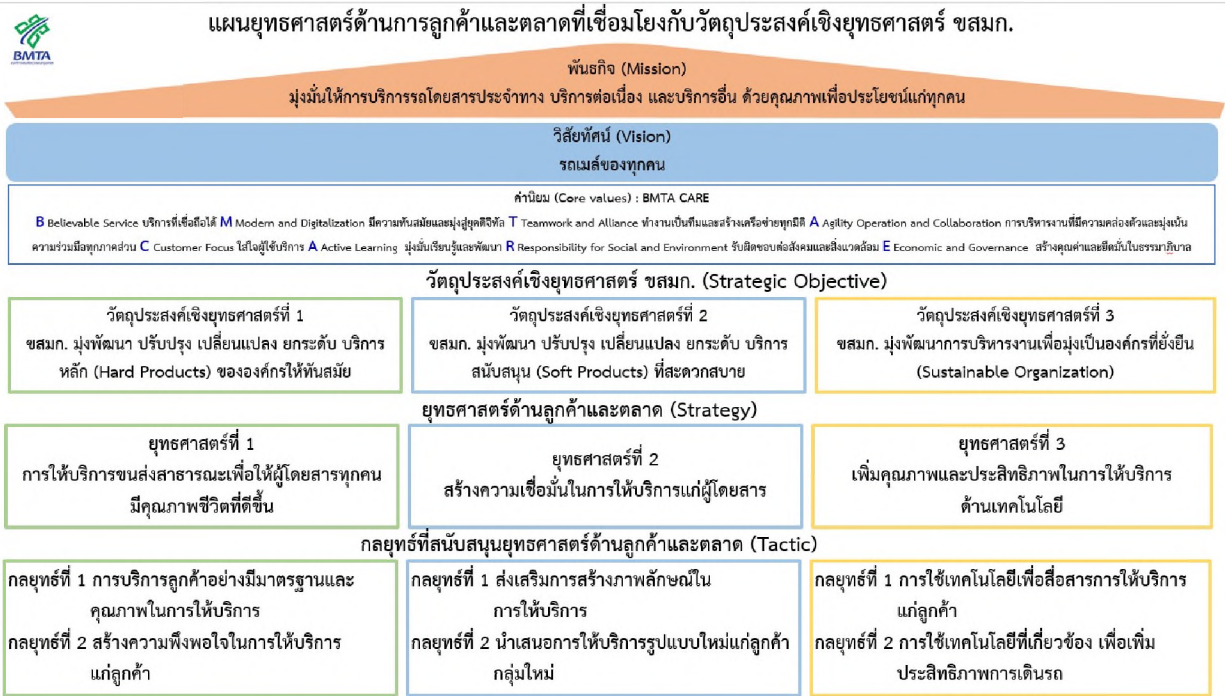 แผนยุทธศาสตร์ด้านการลูกค้าและตลาดที่เชื่อมโยงกับวัตถุประสงค์เชิงยุทธศาสตร์ ขสมก.
BMTA
พันธกิจ (Mission)
มุ่งมั่นให้การบริการรถโดยสารประจำทาง บริการต่อเนื่อง และบริการอื่น ด้วยคุณภาพเพื่อประโยชน์แก่ทุกคน
วิสัยทัศน์ (Vision)
รถเมล์ของทุกคน
ค่านิยม (Core values) : BMTA CARE
B Believable Service บริการที่เชื่อถือได้ M Modern and Digitalization มีความทันสมัยและมุ่งสู่ยุคดิจิทัล T Teamwork and Alliance ทำงานเป็นทีมและสร้างเครือข่ายทุกมิติ A Agility Operation and Collaboration การบริหารงานที่มีความคล่องตัวและมุ่งเน้น
ความร่วมมือทุกภาคส่วน C Customer Focus ใส่ใจผู้ใช้บริการ A Active Learning มุ่งมั่นเรียนรู้และพัฒนา R Responsibility for Social and Environment รับผิดชอบต่อสังคมและสิ่งแวดล้อม E Economic and Governance สร้างคุณค่าและยึดมั่นในธรรมาภิบาล
วัตถุประสงค์เชิงยุทธศาสตร์ ขสมก. (Strategic Objective)
วัตถุประสงค์เชิงยุทธศาสตร์ที่ 1
ขสมก. มุ่งพัฒนา ปรับปรุง เปลี่ยนแปลง ยกระดับ บริการ
หลัก (Hard Products) ขององค์กรให้ทันสมัย
วัตถุประสงค์เชิงยุทธศาสตร์ที่ 2
ขสมก. มุ่งพัฒนา ปรับปรุง เปลี่ยนแปลง ยกระดับ บริการ
สนับสนุน (Soft Products) ที่สะดวกสบาย
วัตถุประสงค์เชิงยุทธศาสตร์ที่ 3
ขสมก. มุ่งพัฒนาการบริหารงานเพื่อมุ่งเป็นองค์กรที่ยั่งยืน
(Sustainable Organization)
ยุทธศาสตร์ด้านลูกค้าและตลาด (Strategy)
ยุทธศาสตร์ที่ 1
การให้บริการขนส่งสาธารณะเพื่อให้ผู้โดยสารทุกคน
มีคุณภาพชีวิตที่ดีขึ้น
ยุทธศาสตร์ที่ 2
สร้างความเชื่อมั่นในการให้บริการแก่ผู้โดยสาร
ยุทธศาสตร์ที่ 3
เพิ่มคุณภาพและประสิทธิภาพในการให้บริการ
ด้านเทคโนโลยี
กลยุทธ์ที่สนับสนุนยุทธศาสตร์ด้านลูกค้าและตลาด (Tactic)
กลยุทธ์ที่ 1 การบริการลูกค้าอย่างมีมาตรฐานและ
คุณภาพในการให้บริการ
กลยุทธ์ที่ 2 สร้างความพึงพอใจในการให้บริการ
แก่ลูกค้า
กลยุทธ์ที่ 1 ส่งเสริมการสร้างภาพลักษณ์ใน
การให้บริการ
กลยุทธ์ที่ 2 นำเสนอการให้บริการรูปแบบใหม่แก่ลูกค้า
กลุ่มใหม่
กลยุทธ์ที่ 1 การใช้เทคโนโลยีเพื่อสื่อสารการให้บริการ
แก่ลูกค้า
กลยุทธ์ที่ 2 การใช้เทคโนโลยีที่เกี่ยวข้อง เพื่อเพิ่ม
ประสิทธิภาพการเดินรถ